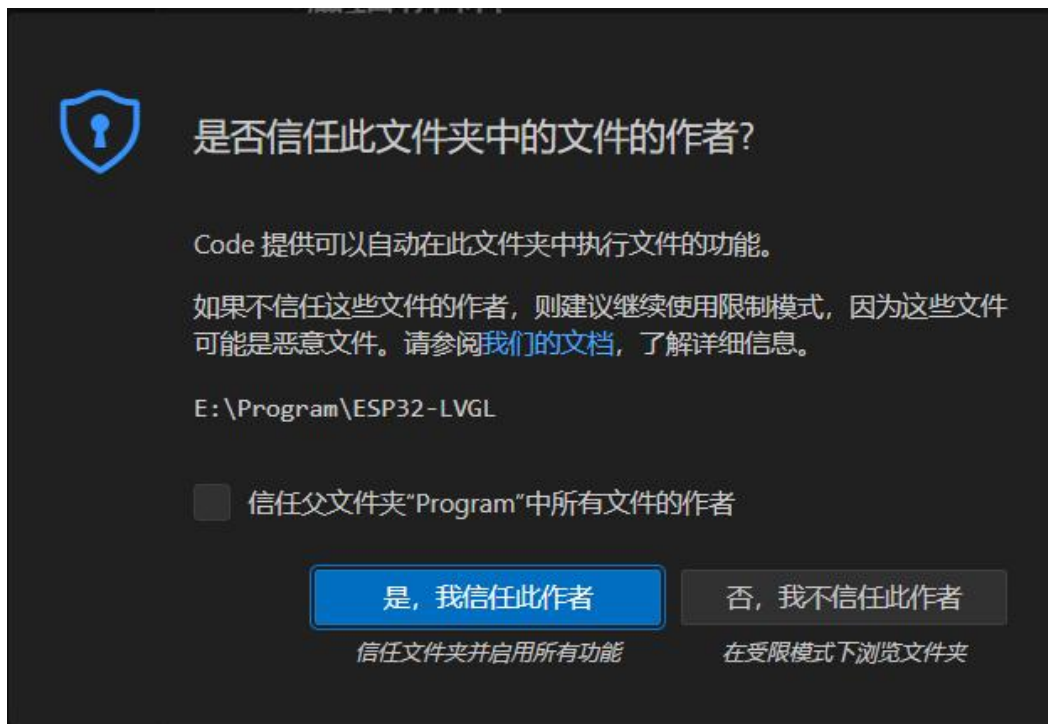 是否信任此文件夹中的文件的作者?
Code 提供可以自动在此文件夹中执行文件的功能。
如果不信任这些文件的作者，则建议继续使用限制模式，因为这些文件
可能是恶意文件。请参阅我们的文档，了解详细信息。
E:\Program\ESP32-LVGL
信任父文件夹“Program”中所有文件的作者
是，我信任此作者
否，我不信任此作者
信任文件夹并启用所有功能
在受限模式下浏览文件夹